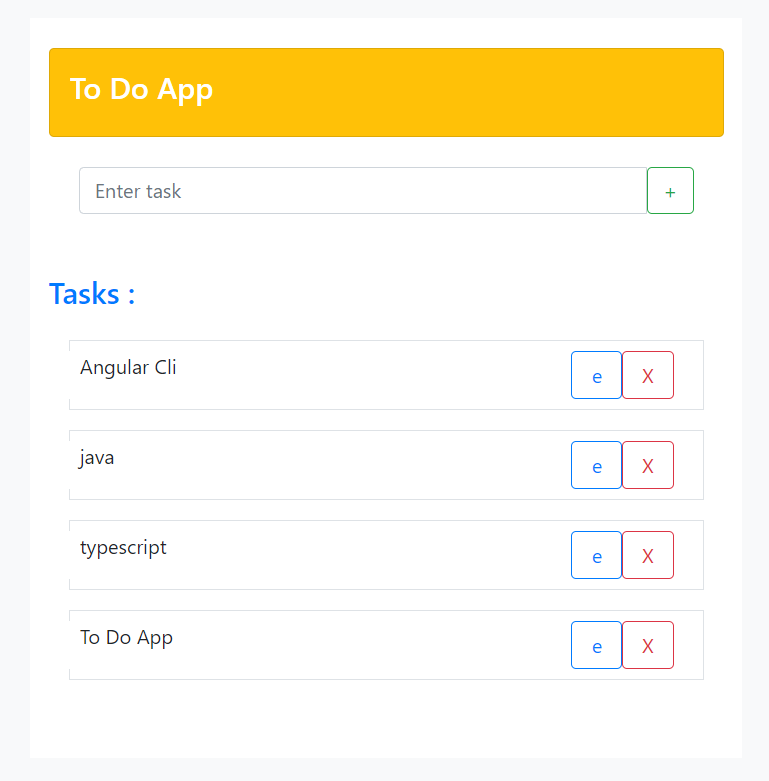 To Do App
Enter task +
Tasks :
Angular Cli e X
java e X
typescript e X
To Do App e X